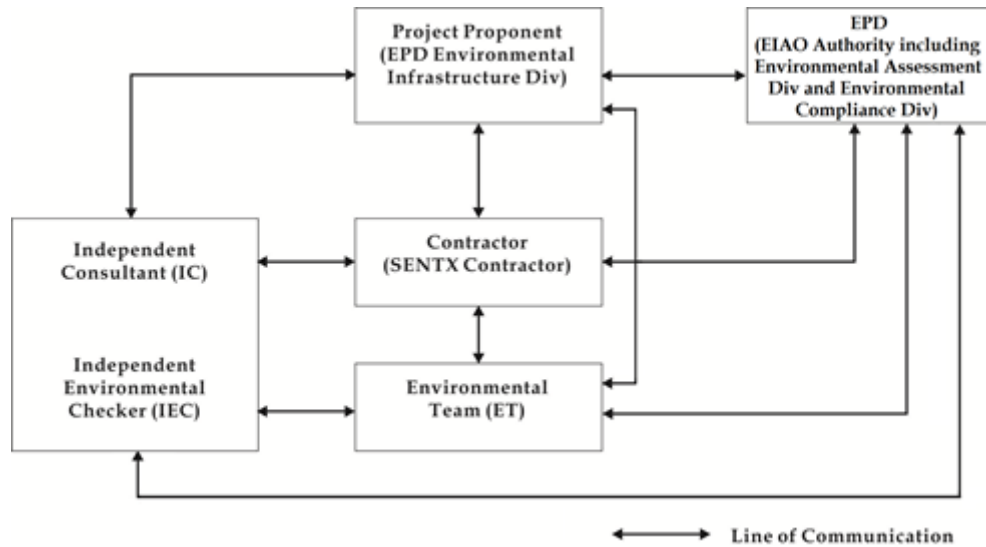 Project Proponent
(EPD Environmental
Infrastructure Div)
EPD
(EIAO Authority including
Environmental Assessment
Div and Environmental
Compliance Div)
Independent
Consultant (IC)
Contractor
(SENTX Contractor)
Independent
Environmental
Checker (IEC)
Environmental
Team (ET)
Line of Communication